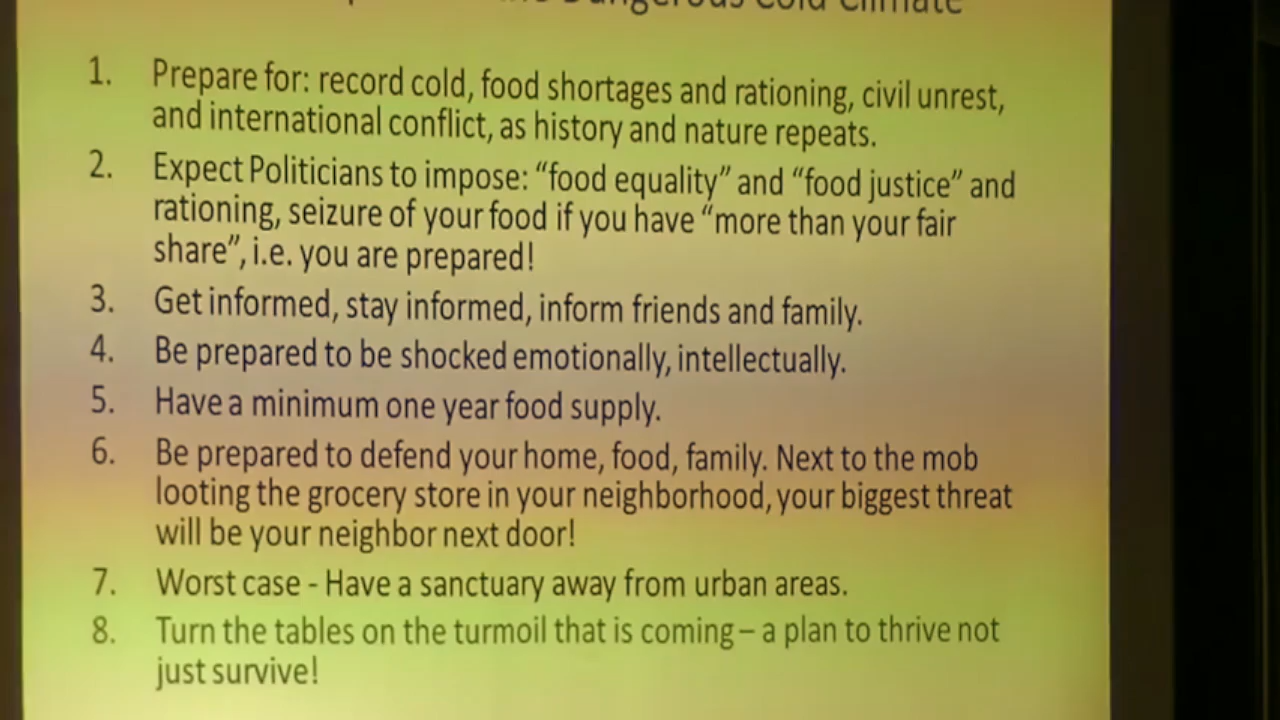 Dangerous Cold Climate
1. Prepare for: record cold, food shortages and rationing, civil unrest,
and international conflict, as history and nature repeats.
2. Expect Politicians to impose: “food equality” and “food justice” and
rationing, seizure of your food if you have “more than your fair
share”, i.e. you are prepared!
3. Get informed, stay informed, inform friends and family.
4. Be prepared to be shocked emotionally, intellectually.
5. Have a minimum one year food supply.
6. Be prepared to defend your home, food, family. Next to the mob
looting the grocery store in your neighborhood, your biggest threat
will be your neighbor next door!
7. Worst case - Have a sanctuary away from urban areas.
8. Turn the tables on the turmoil that is coming – a plan to thrive not
just survive!